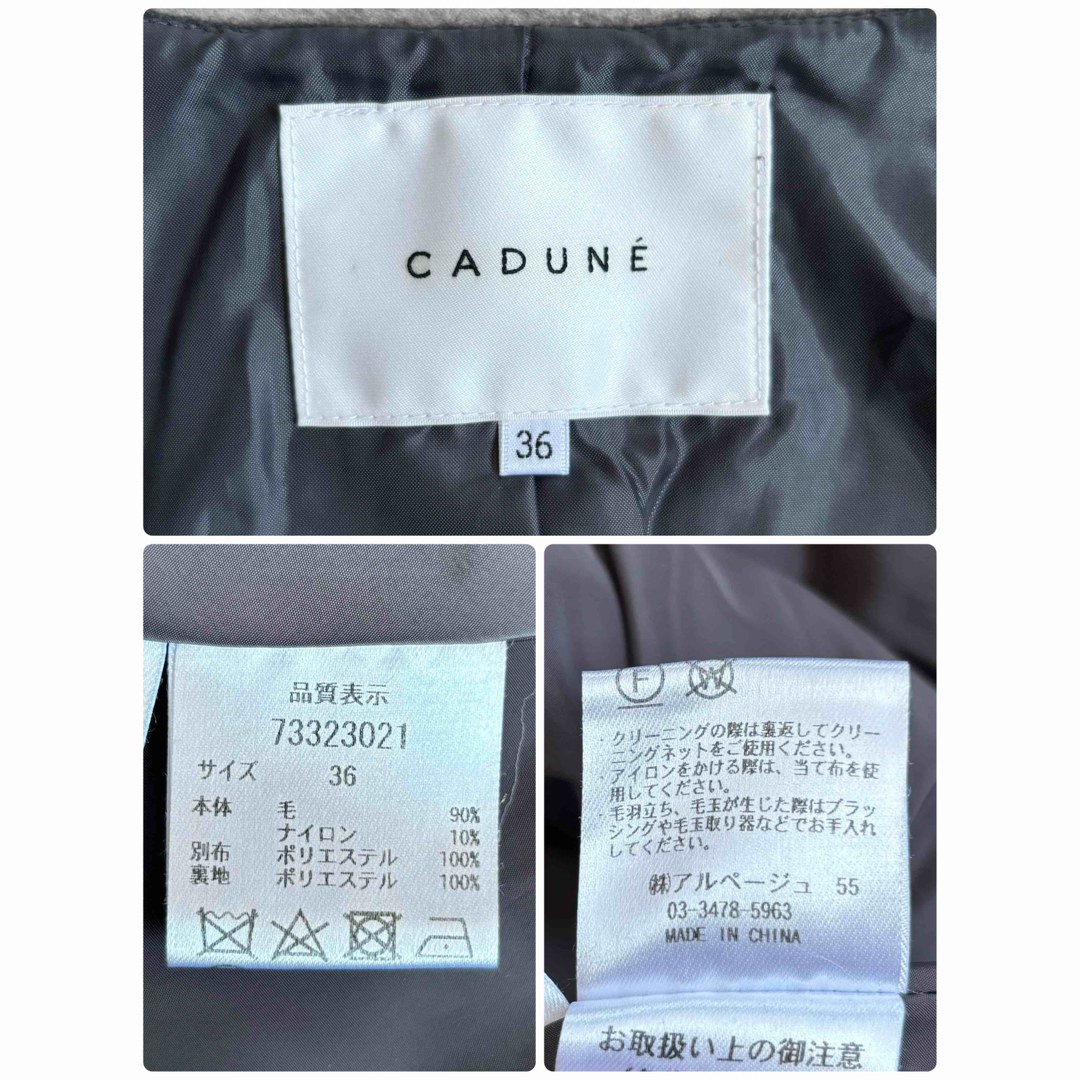 CADUNÉ
36
品質表示
73323021
サイズ 36
本体 毛 90%
ナイロン 10%
別布 ポリエステル 100%
裏地 ポリエステル 100%
F W
・クリーニングの際は裏返してクリー
ニングネットをご使用ください。
・アイロンをかける際は、当て布を使
用してください。
・毛羽立ち、毛玉が生じた際はブラッ
シングや毛玉取り器などでお手入れ
してください。
㈱アルページュ 55
03-3478-5963
MADE IN CHINA
お取扱い上の御注意